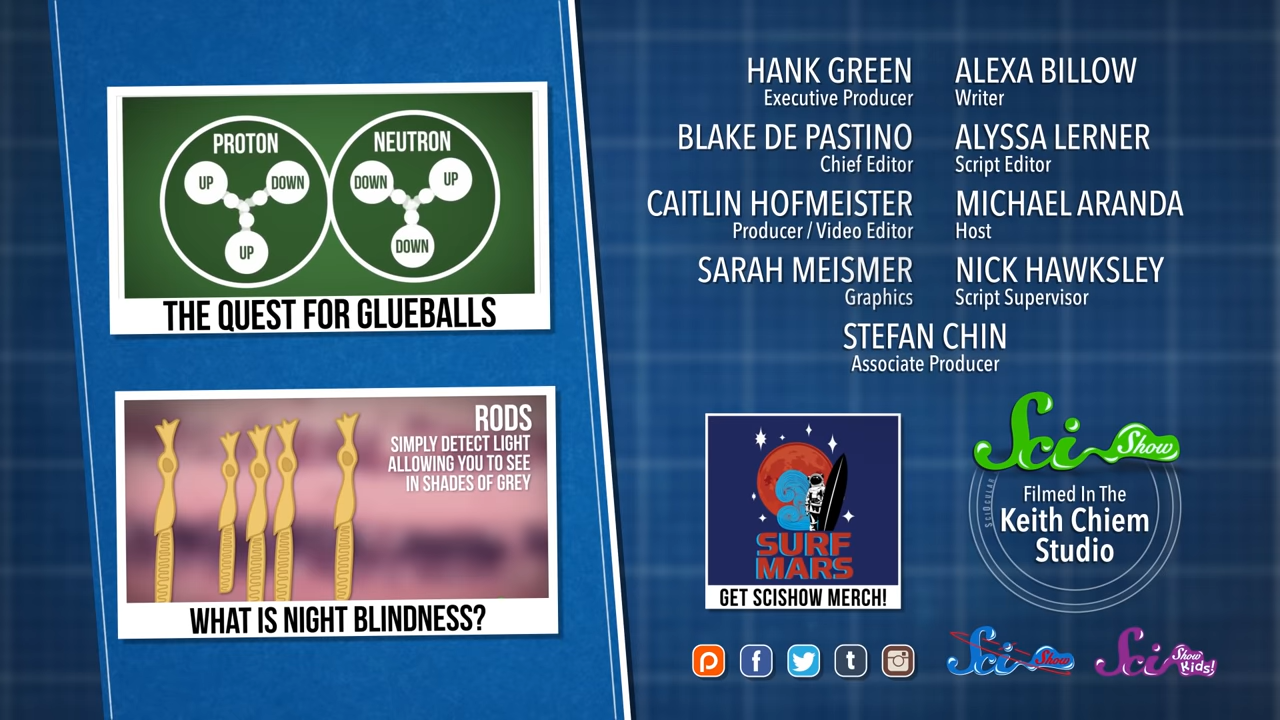 PROTON
NEUTRON
UP
DOWN
DOWN
UP
UP
DOWN
THE QUEST FOR GLUEBALLS
RODS
SIMPLY DETECT LIGHT
ALLOWING YOU TO SEE
IN SHADES OF GREY
WHAT IS NIGHT BLINDNESS?
HANK GREEN
Executive Producer
ALEXA BILLOW
Writer
BLAKE DE PASTINO
Chief Editor
ALYSSA LERNER
Script Editor
CAITLIN HOFMEISTER
Producer / Video Editor
MICHAEL ARANDA
Host
SARAH MEISMER
Graphics
NICK HAWKSLEY
Script Supervisor
STEFAN CHIN
Associate Producer
SURF
MARS
GET SCISHOW MERCH!
Sci Show
SCIOCULAR
Filmed In The
Keith Chiem
Studio
Sci Show
Sci Show Kids!